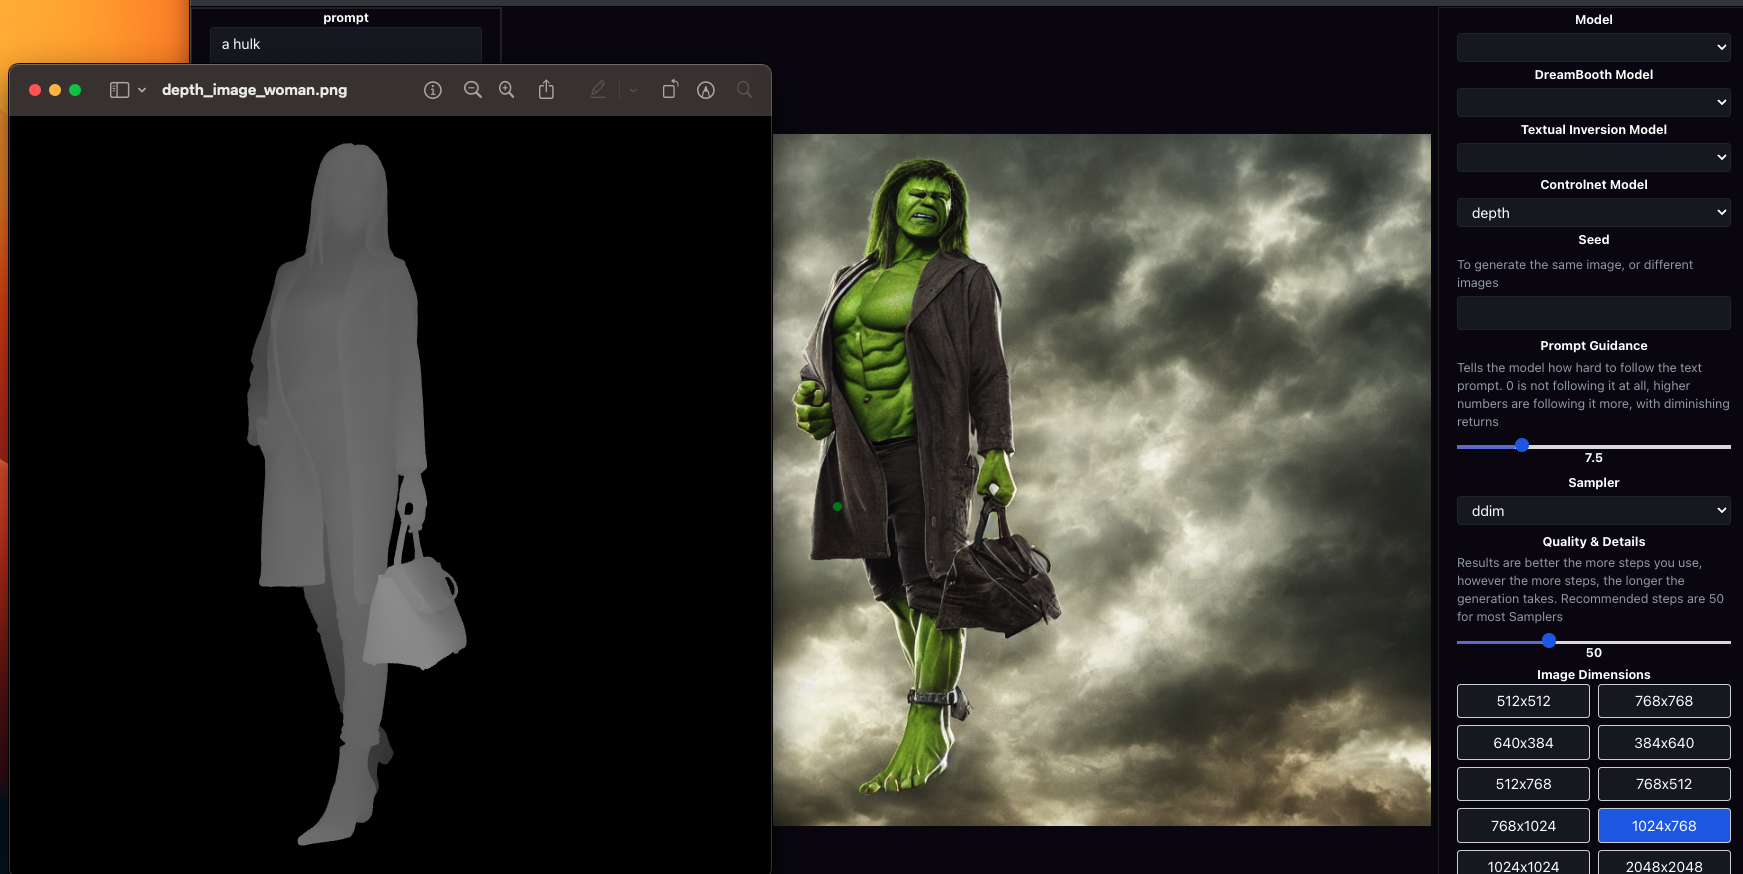 prompt
a hulk
depth_image_woman.png
Model
DreamBooth Model
Textual Inversion Model
Controlnet Model
depth
Seed
To generate the same image, or different
images
Prompt Guidance
Tells the model how hard to follow the text
prompt. 0 is not following it at all, higher
numbers are following it more, with diminishing
returns
7.5
Sampler
ddim
Quality & Details
Results are better the more steps you use,
however the more steps, the longer the
generation takes. Recommended steps are 50
for most Samplers
50
Image Dimensions
512x512 768x768
640x384 384x640
512x768 768x512
768x1024 1024x768
1024x1024 2048x2048